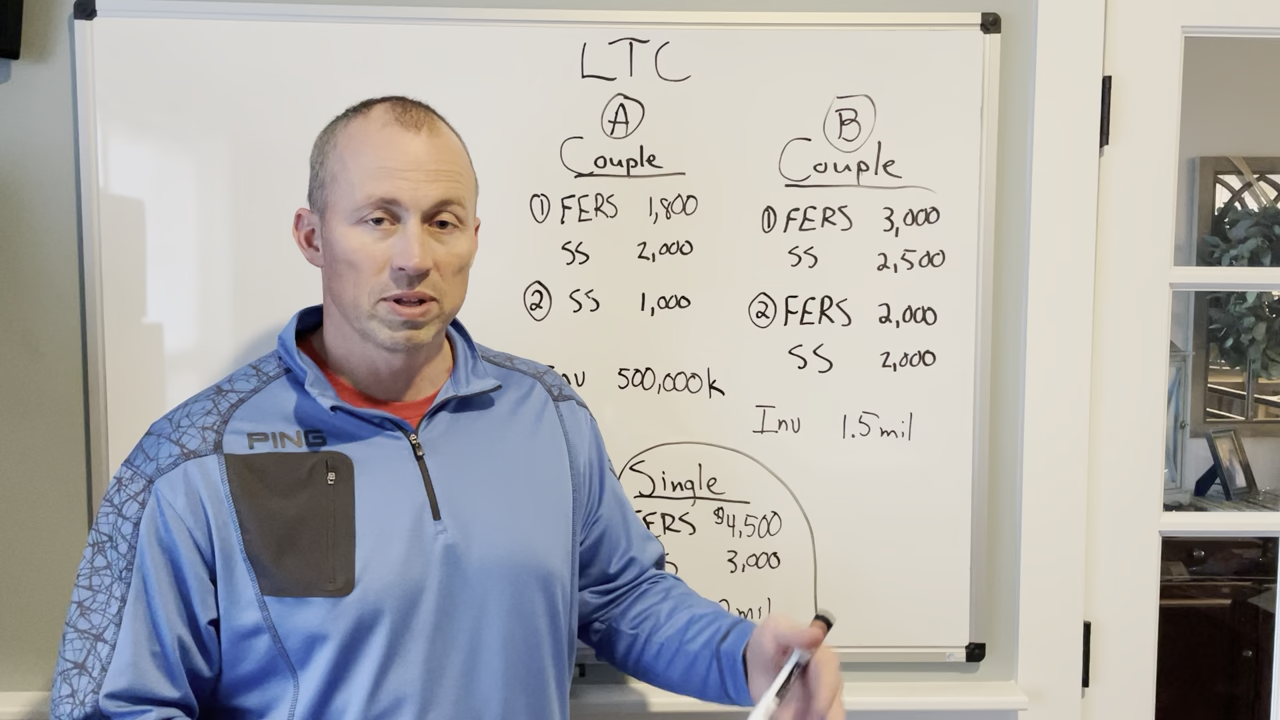 LTC
A
Couple
① FERS 1,800
SS 2,000
② SS 1,000
500,000k
B
Couple
① FERS 3,000
SS 2,500
② FERS 2,000
SS 2,000
Inv 1.5mil
Single
$4,500
3,000
PING